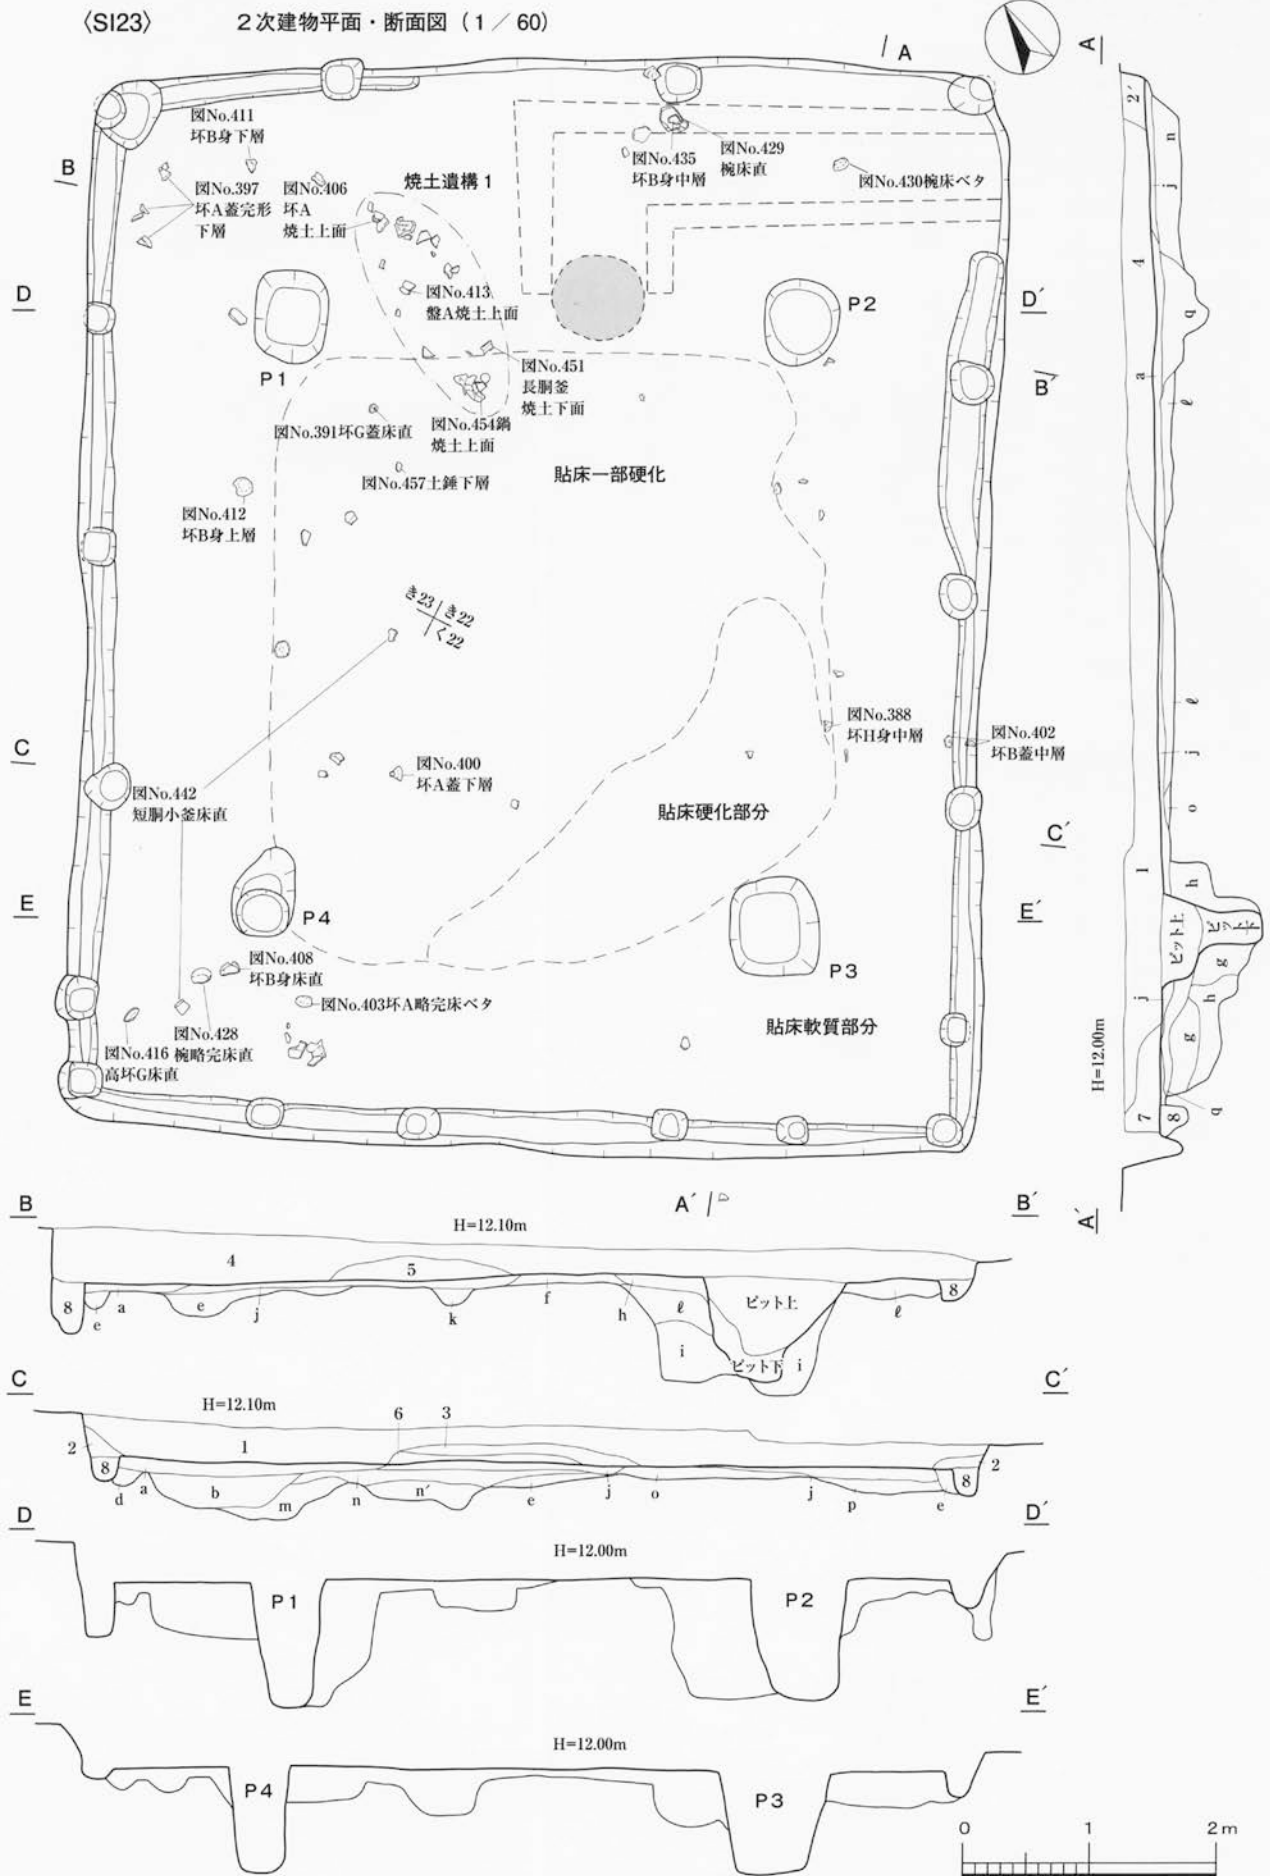 〈SI23〉 2次建物平面・断面図（1／60）
A
A
図No.411
坏B身下層
B
図No.397
坏A蓋完形
下層
図No.406
坏A
焼土上面
焼土遺構1
図No.435
坏B身中層
図No.429
椀床直
図No.430椀床ベタ
D
図No.413
盤A焼土上面
P2
D′
P1
図No.451
長胴釜
焼土下面
B′
図No.391坏G蓋床直
図No.454鍋
焼土上面
図No.457土錘下層
貼床一部硬化
図No.412
坏B身上層
き23
き22
く22
図No.388
坏H身中層
図No.402
坏B蓋中層
C
図No.400
坏A蓋下層
図No.442
短胴小釜床直
貼床硬化部分
C′
E
P4
E′
図No.408
坏B身床直
P3
図No.403坏A略完床ベタ
貼床軟質部分
図No.428
椀略完床直
図No.416
高坏G床直
2′
n
j
4
q
a
ℓ
ℓ
j
o
1
h
ピット上
ピット下
g
j
h
g
H=12.00m
7
8
q
A′
B
A′
B′
H=12.10m
4
5
8
e
a
e
j
k
f
h
ℓ
i
ピット上
ピット下
i
ℓ
8
C
C′
H=12.10m
6
3
2
1
2
8
d
a
b
m
n
n′
e
j
o
j
p
e
8
D
D′
H=12.00m
P1
P2
E
E′
H=12.00m
P4
P3
0
1
2m